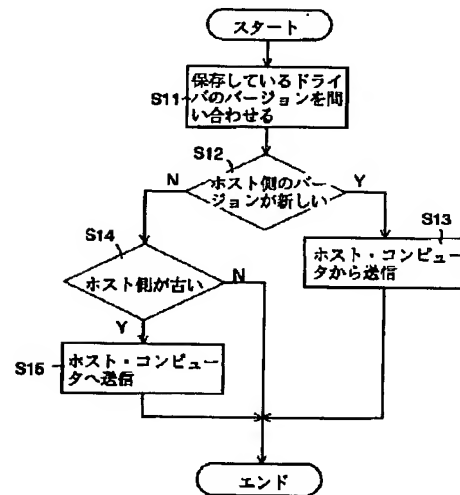 スタート
S11
保存しているドライ
バのバージョンを問
い合わせる
S12
ホスト側のバー
ジョンが新しい
N
Y
S13
ホスト・コンピュー
タから送信
S14
ホスト側が古い
N
Y
S15
ホスト・コンピュー
タへ送信
エンド